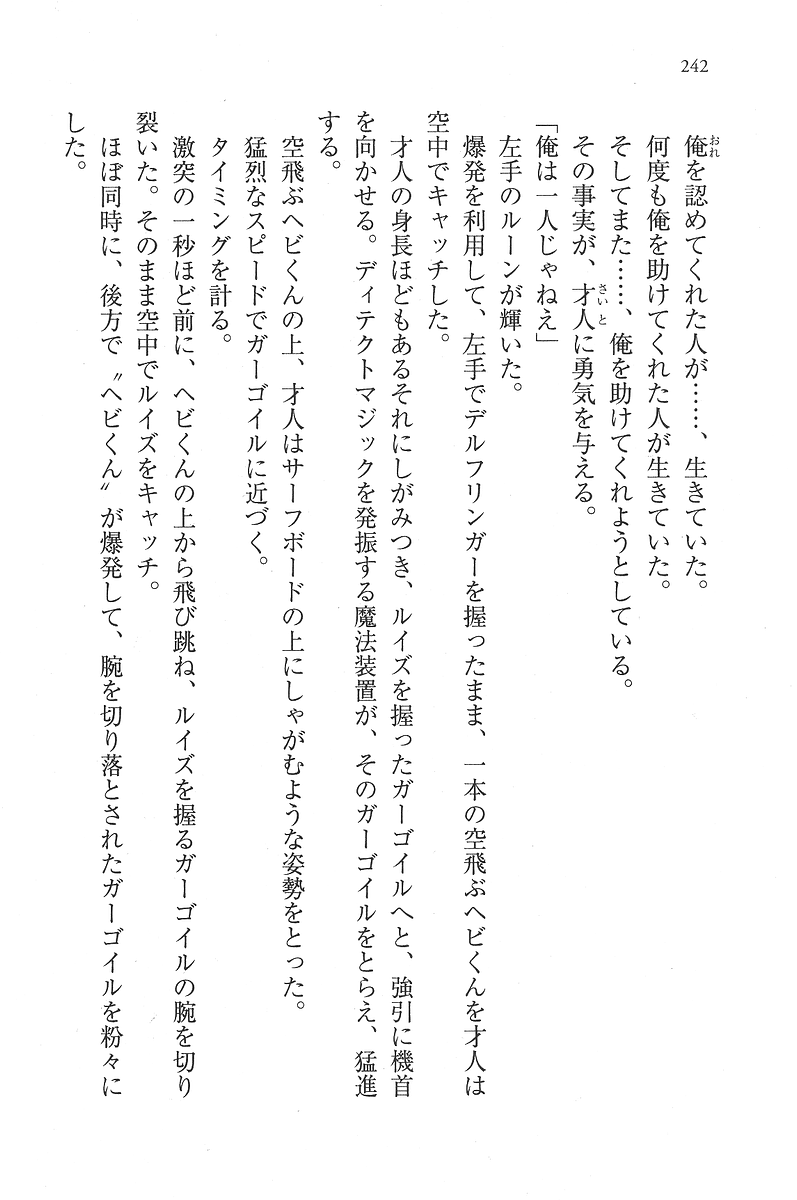 242
俺を認めてくれた人が……、生きていた。
何度も俺を助けてくれた人が生きていた。
そしてまた……、俺を助けてくれようとしている。
その事実が、才人に勇気を与える。
「俺は一人じゃねえ」
左手のルーンが輝いた。
爆発を利用して、左手でデルフリンガーを握ったまま、一本の空飛ぶヘビくんを才人は
空中でキャッチした。
才人の身長ほどもあるそれにしがみつき、ルイズを握ったガーゴイルへと、強引に機首
を向かせる。ディテクトマジックを発振する魔法装置が、そのガーゴイルをとらえ、猛進
する。
空飛ぶヘビくんの上、才人はサーフボードの上にしゃがむような姿勢をとった。
猛烈なスピードでガーゴイルに近づく。
タイミングを計る。
激突の一秒ほど前に、ヘビくんの上から飛び跳ね、ルイズを握るガーゴイルの腕を切り
裂いた。そのまま空中でルイズをキャッチ。
ほぼ同時に、後方で〝ヘビくん〟が爆発して、腕を切り落とされたガーゴイルを粉々に
した。